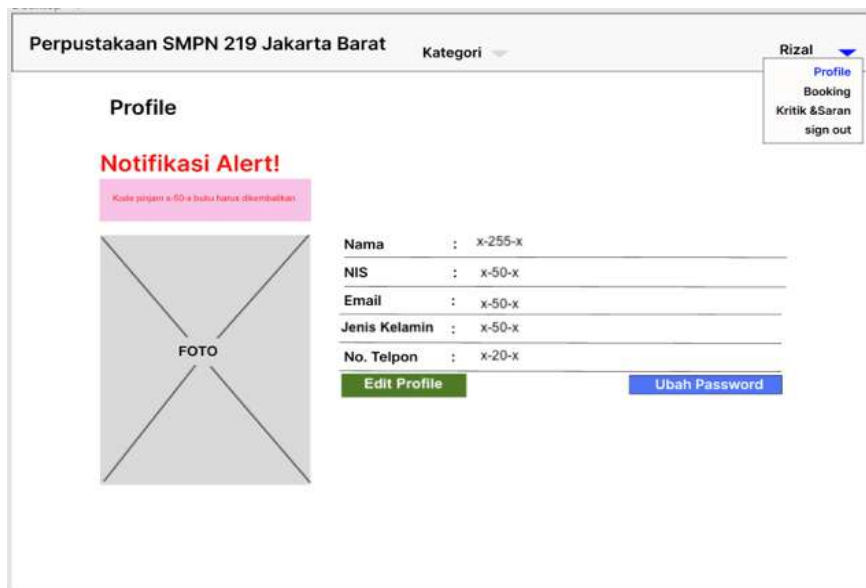 Perpustakaan SMPN 219 Jakarta Barat
Kategori
Rizal
Profile
Booking
Kritik &Saran
sign out
Profile
Notifikasi Alert!
Kode pinjam x-50-x buku harus dikembalikan
FOTO
Nama : x-255-x
NIS : x-50-x
Email : x-50-x
Jenis Kelamin : x-50-x
No. Telpon : x-20-x
Edit Profile
Ubah Password